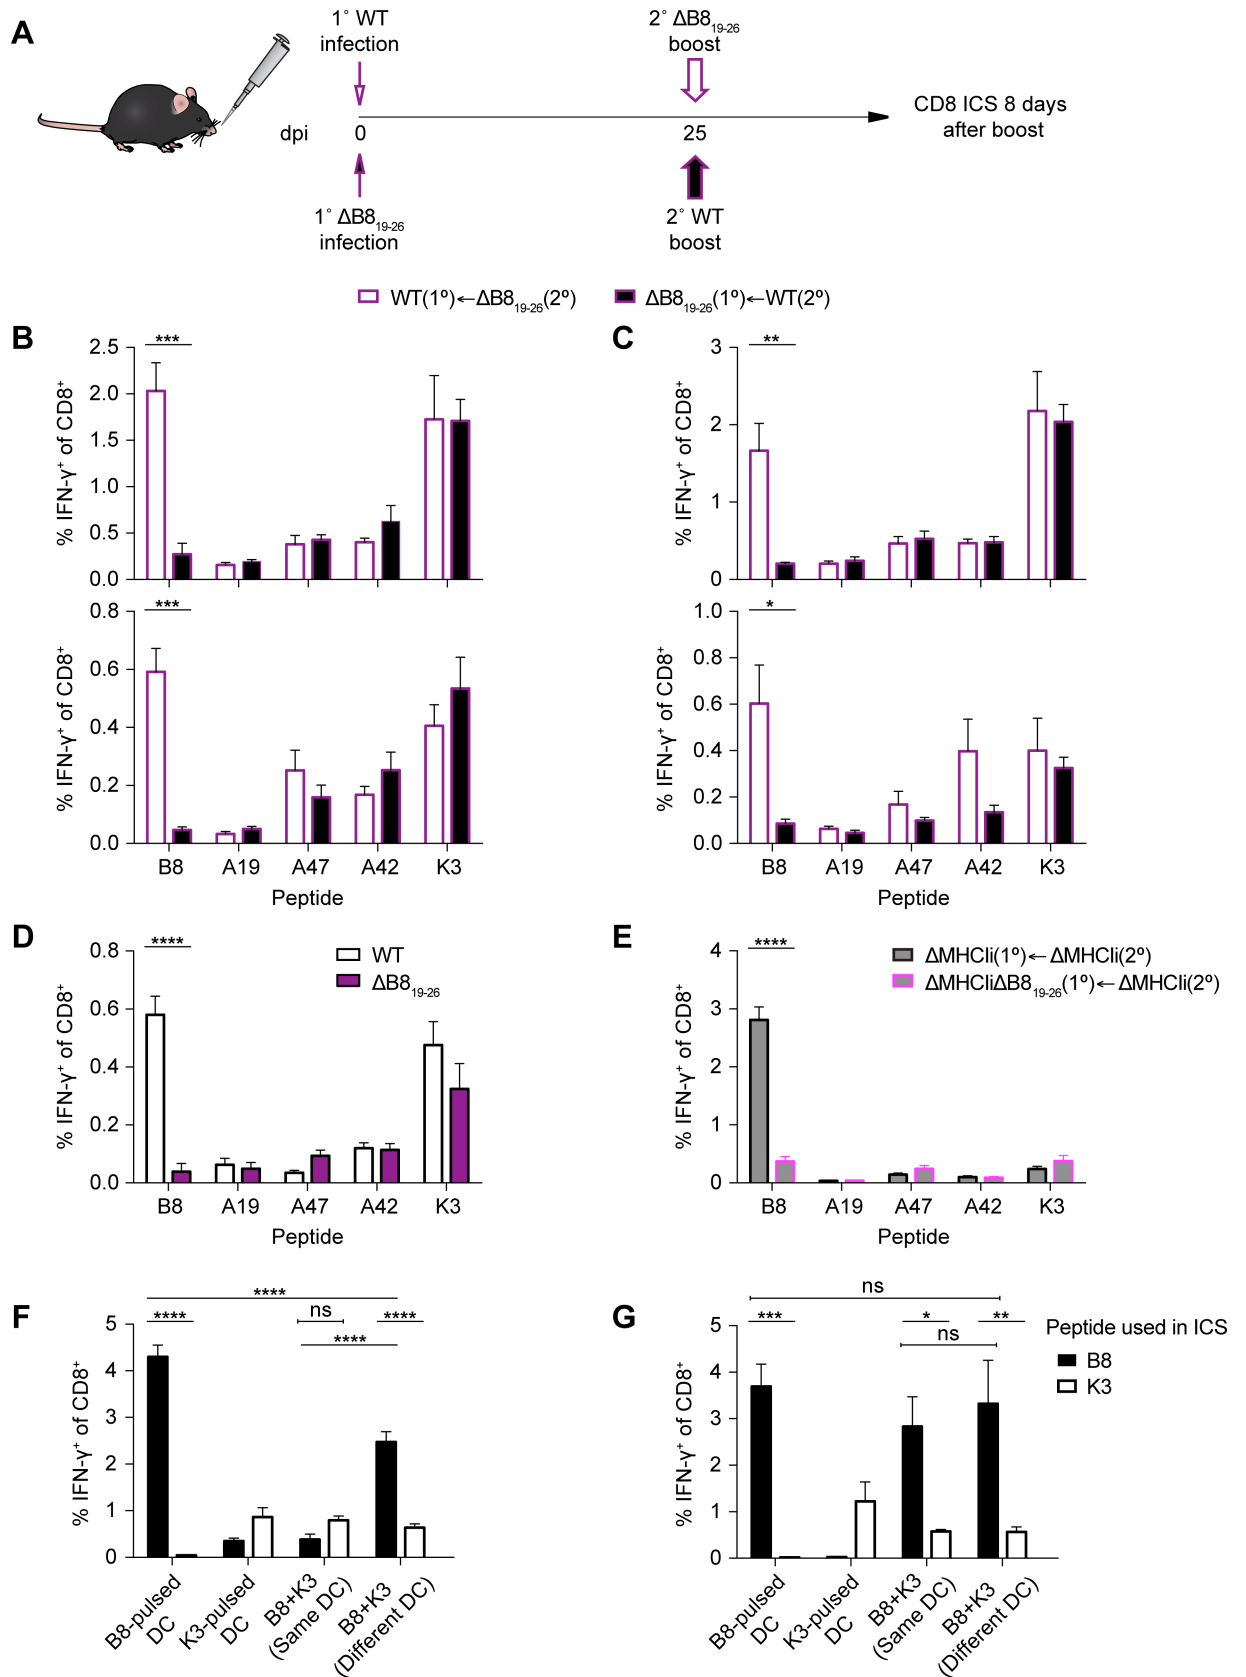 A
1° WT
infection
2° ΔB819-26
boost
dpi
0
25
CD8 ICS 8 days
after boost
1° ΔB819-26
infection
2° WT
boost
WT(1º)←ΔB819-26(2º)
ΔB819-26(1º)←WT(2º)
B
***
% IFN-γ+ of CD8+
2.5
2.0
1.5
1.0
0.5
0.0
***
% IFN-γ+ of CD8+
0.8
0.6
0.4
0.2
0.0
B8 A19 A47 A42 K3
Peptide
C
**
% IFN-γ+ of CD8+
3
2
1
0
*
% IFN-γ+ of CD8+
1.0
0.8
0.6
0.4
0.2
0.0
B8 A19 A47 A42 K3
Peptide
D
****
WT
ΔB819-26
% IFN-γ+ of CD8+
0.8
0.6
0.4
0.2
0.0
B8 A19 A47 A42 K3
Peptide
E
****
ΔMHCli(1º)←ΔMHCli(2º)
ΔMHCliΔB819-26(1º)←ΔMHCli(2º)
% IFN-γ+ of CD8+
4
3
2
1
0
B8 A19 A47 A42 K3
Peptide
F
****
ns
**** ****
****
% IFN-γ+ of CD8+
5
4
3
2
1
0
B8-pulsed
DC
K3-pulsed
DC
B8+K3
(Same DC)
B8+K3
(Different DC)
G
ns
*** * **
ns
Peptide used in ICS
B8
K3
% IFN-γ+ of CD8+
5
4
3
2
1
0
B8-pulsed
DC
K3-pulsed
DC
B8+K3
(Same DC)
B8+K3
(Different DC)